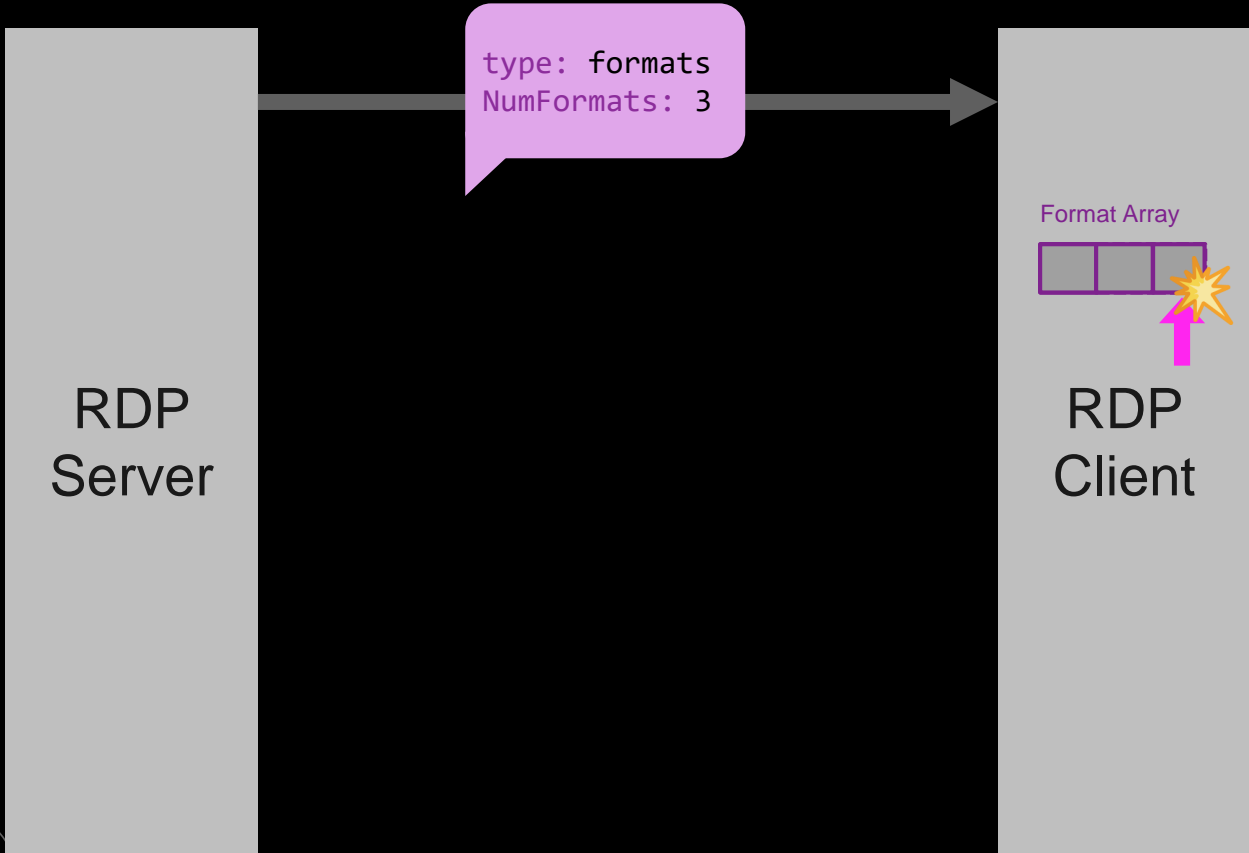 type: formats
NumFormats: 3
Format Array
RDP
Server
RDP
Client